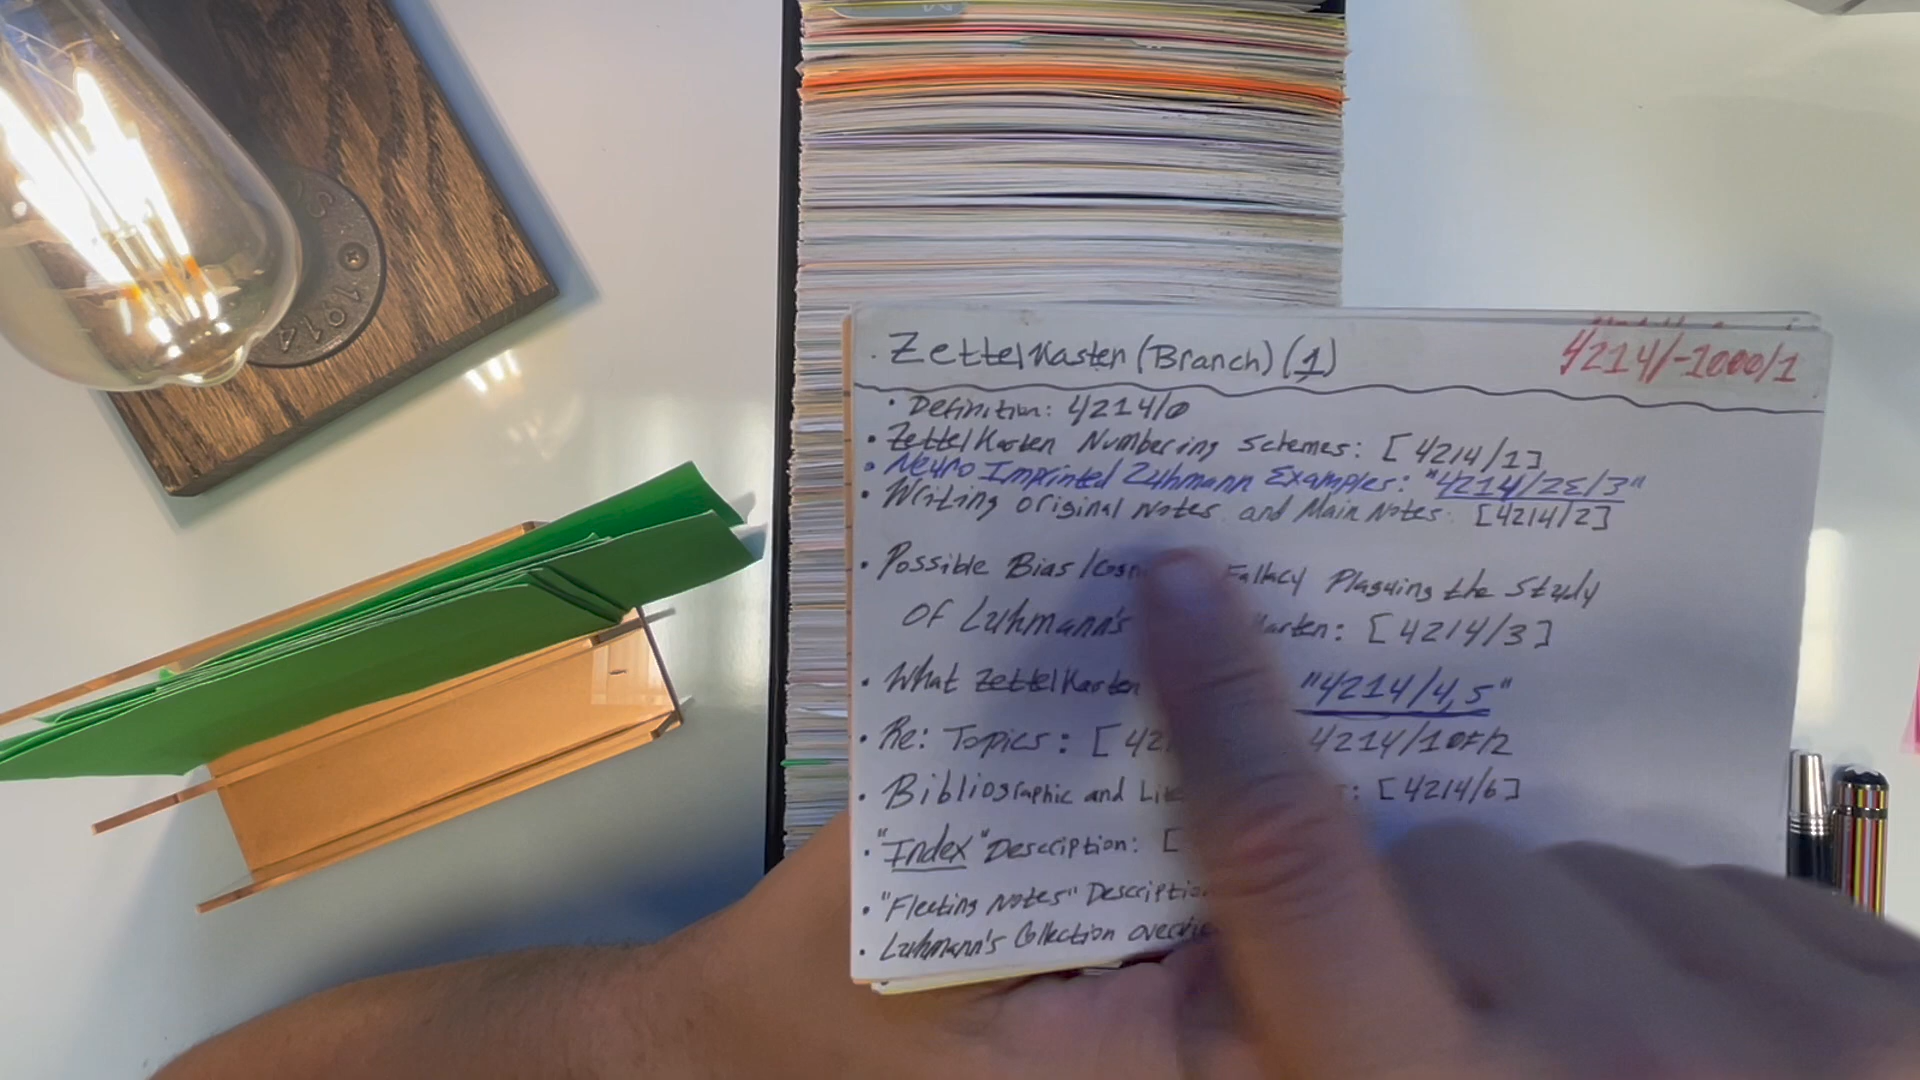 Zettelkasten (Branch) (1)
4214/-1000/1
• Definition: 4214/0
• Zettelkasten Numbering Schemes: [4214/1]
• Neuro Imprinted Luhmann Examples: "4214/2E/3"
• Writing original notes and Main Notes: [4214/2]
• Possible Bias/ Fallacy Plaguing the Study
of Luhmann's : [4214/3]
• What Zettelkasten "4214/4,5"
• Re: Topics: [ 4214/10F/2
• Bibliographic and : [4214/6]
• "Index" Description: [
• "Fleeting Notes"
• Luhmann's Collection
1914